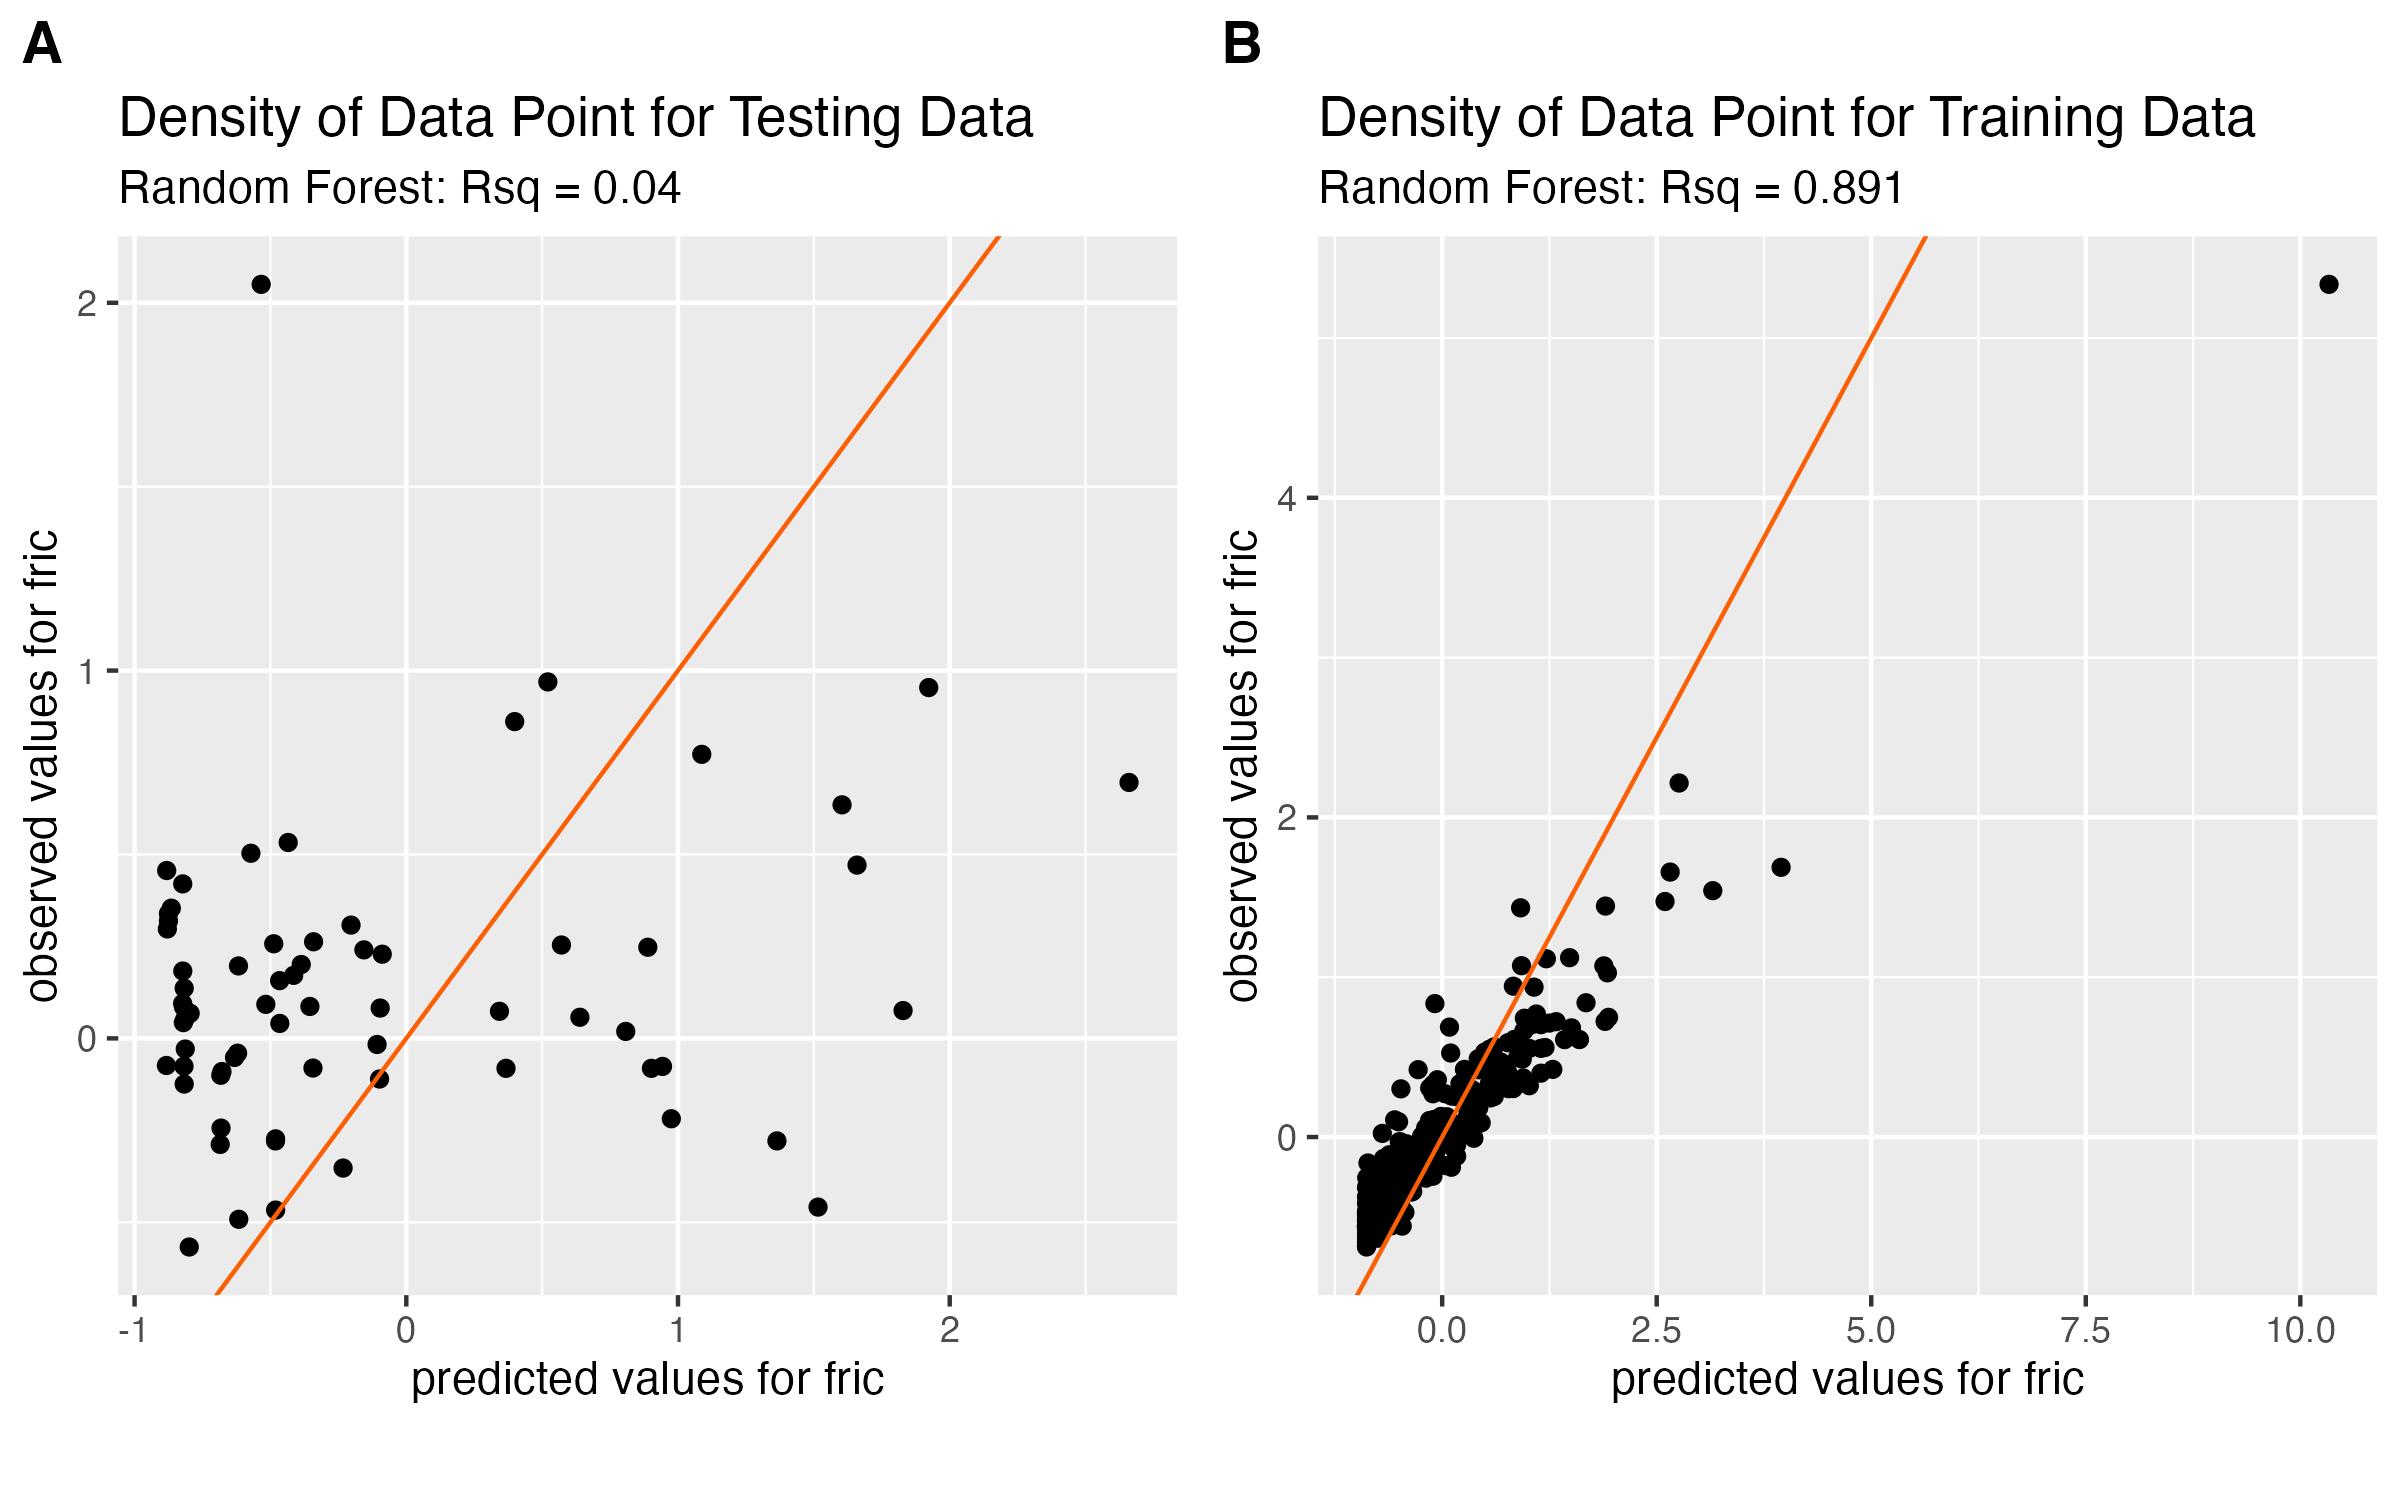 A
Density of Data Point for Testing Data
Random Forest: Rsq = 0.04
observed values for fric
2
1
0
-1
0
1
2
predicted values for fric
B
Density of Data Point for Training Data
Random Forest: Rsq = 0.891
observed values for fric
4
2
0
0.0
2.5
5.0
7.5
10.0
predicted values for fric